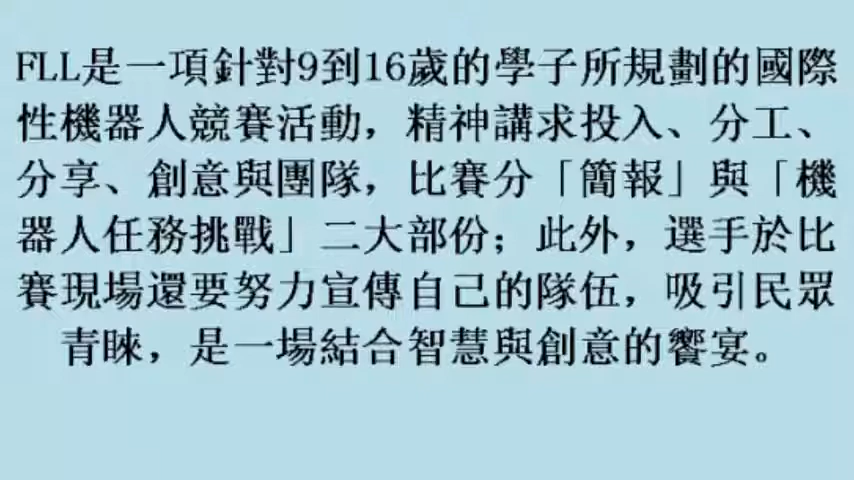 FLL是一項針對9到16歲的學子所規劃的國際
性機器人競賽活動，精神講求投入、分工、
分享、創意與團隊，比賽分「簡報」與「機
器人任務挑戰」二大部份；此外，選手於比
賽現場還要努力宣傳自己的隊伍，吸引民眾
青睞，是一場結合智慧與創意的饗宴。